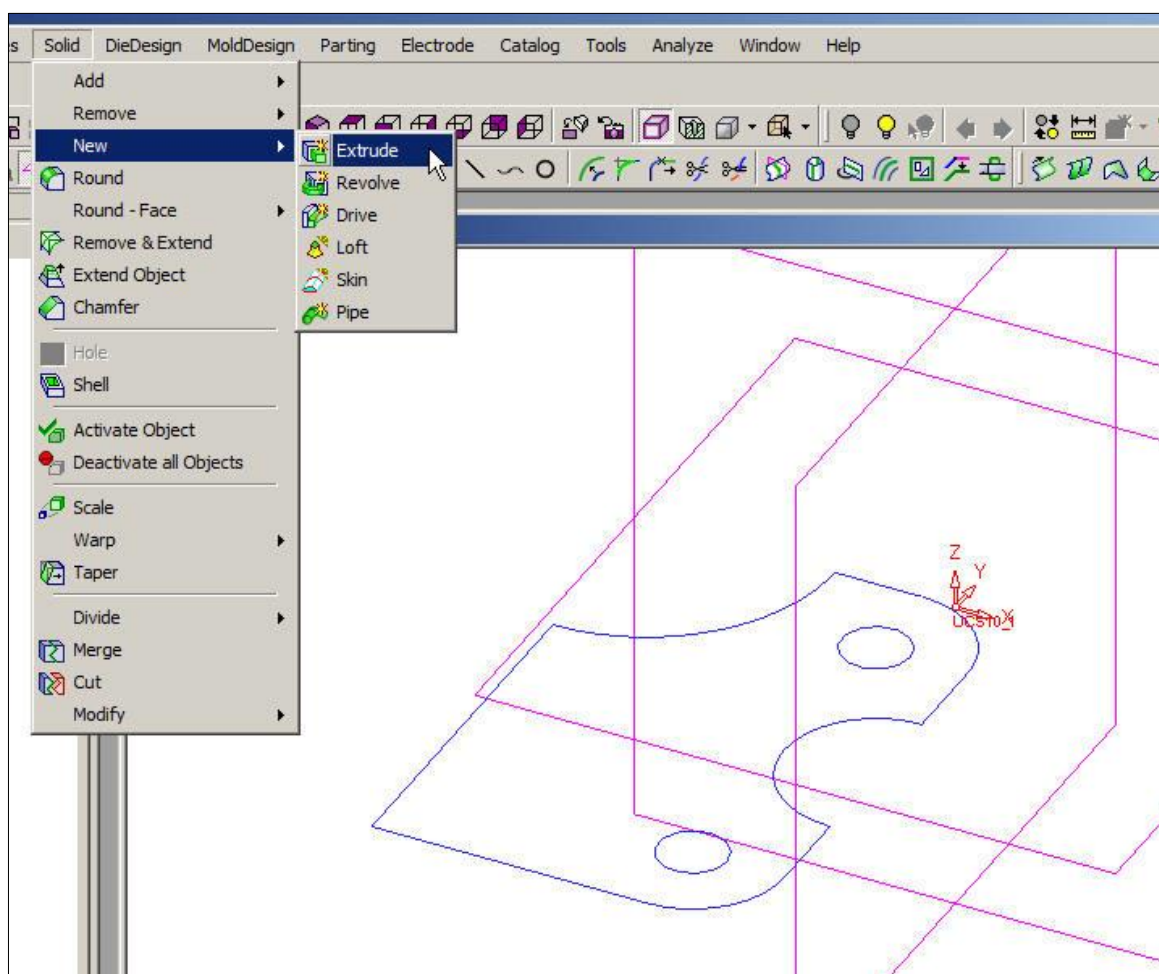 Solid DieDesign MoldDesign Parting Electrode Catalog Tools Analyze Window Help
Add
Remove
New
Round
Round - Face
Remove & Extend
Extend Object
Chamfer
Hole
Shell
Activate Object
Deactivate all Objects
Scale
Warp
Taper
Divide
Merge
Cut
Modify
Extrude
Revolve
Drive
Loft
Skin
Pipe
Z
Y
X